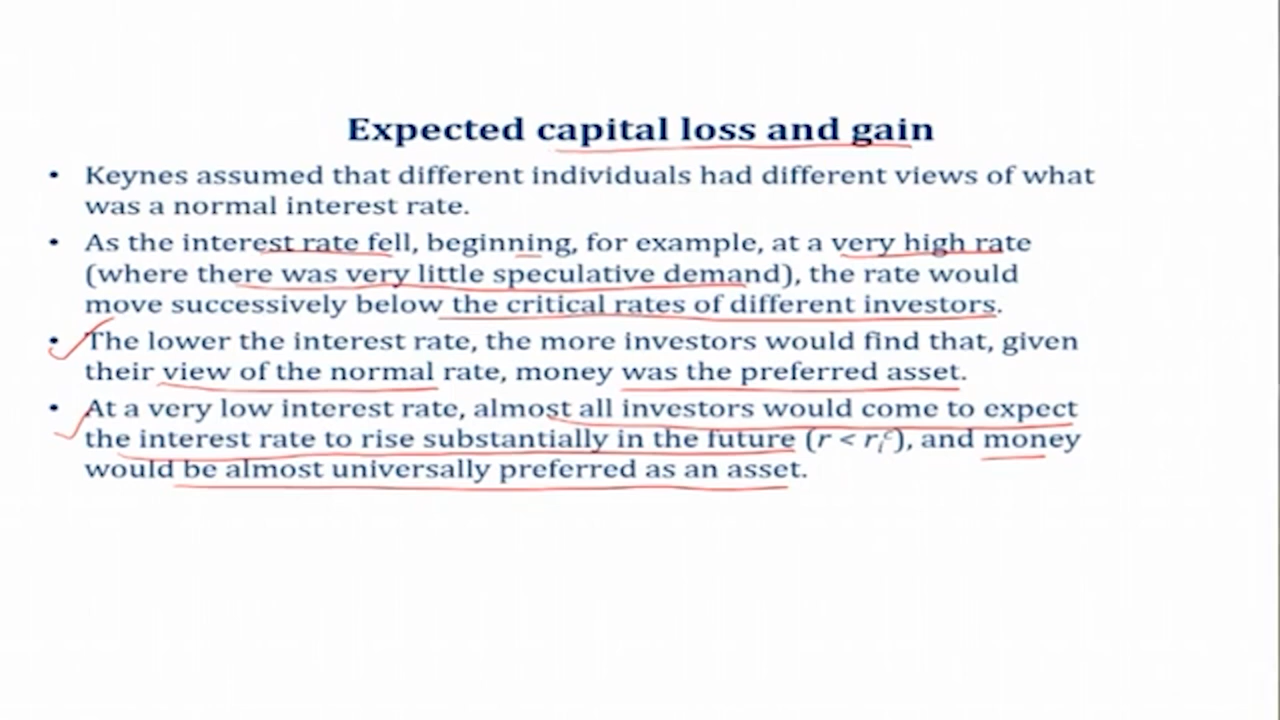 Expected capital loss and gain
• Keynes assumed that different individuals had different views of what
was a normal interest rate.
• As the interest rate fell, beginning, for example, at a very high rate
(where there was very little speculative demand), the rate would
move successively below the critical rates of different investors.
• The lower the interest rate, the more investors would find that, given
their view of the normal rate, money was the preferred asset.
• At a very low interest rate, almost all investors would come to expect
the interest rate to rise substantially in the future (r < rᵢᶜ), and money
would be almost universally preferred as an asset.